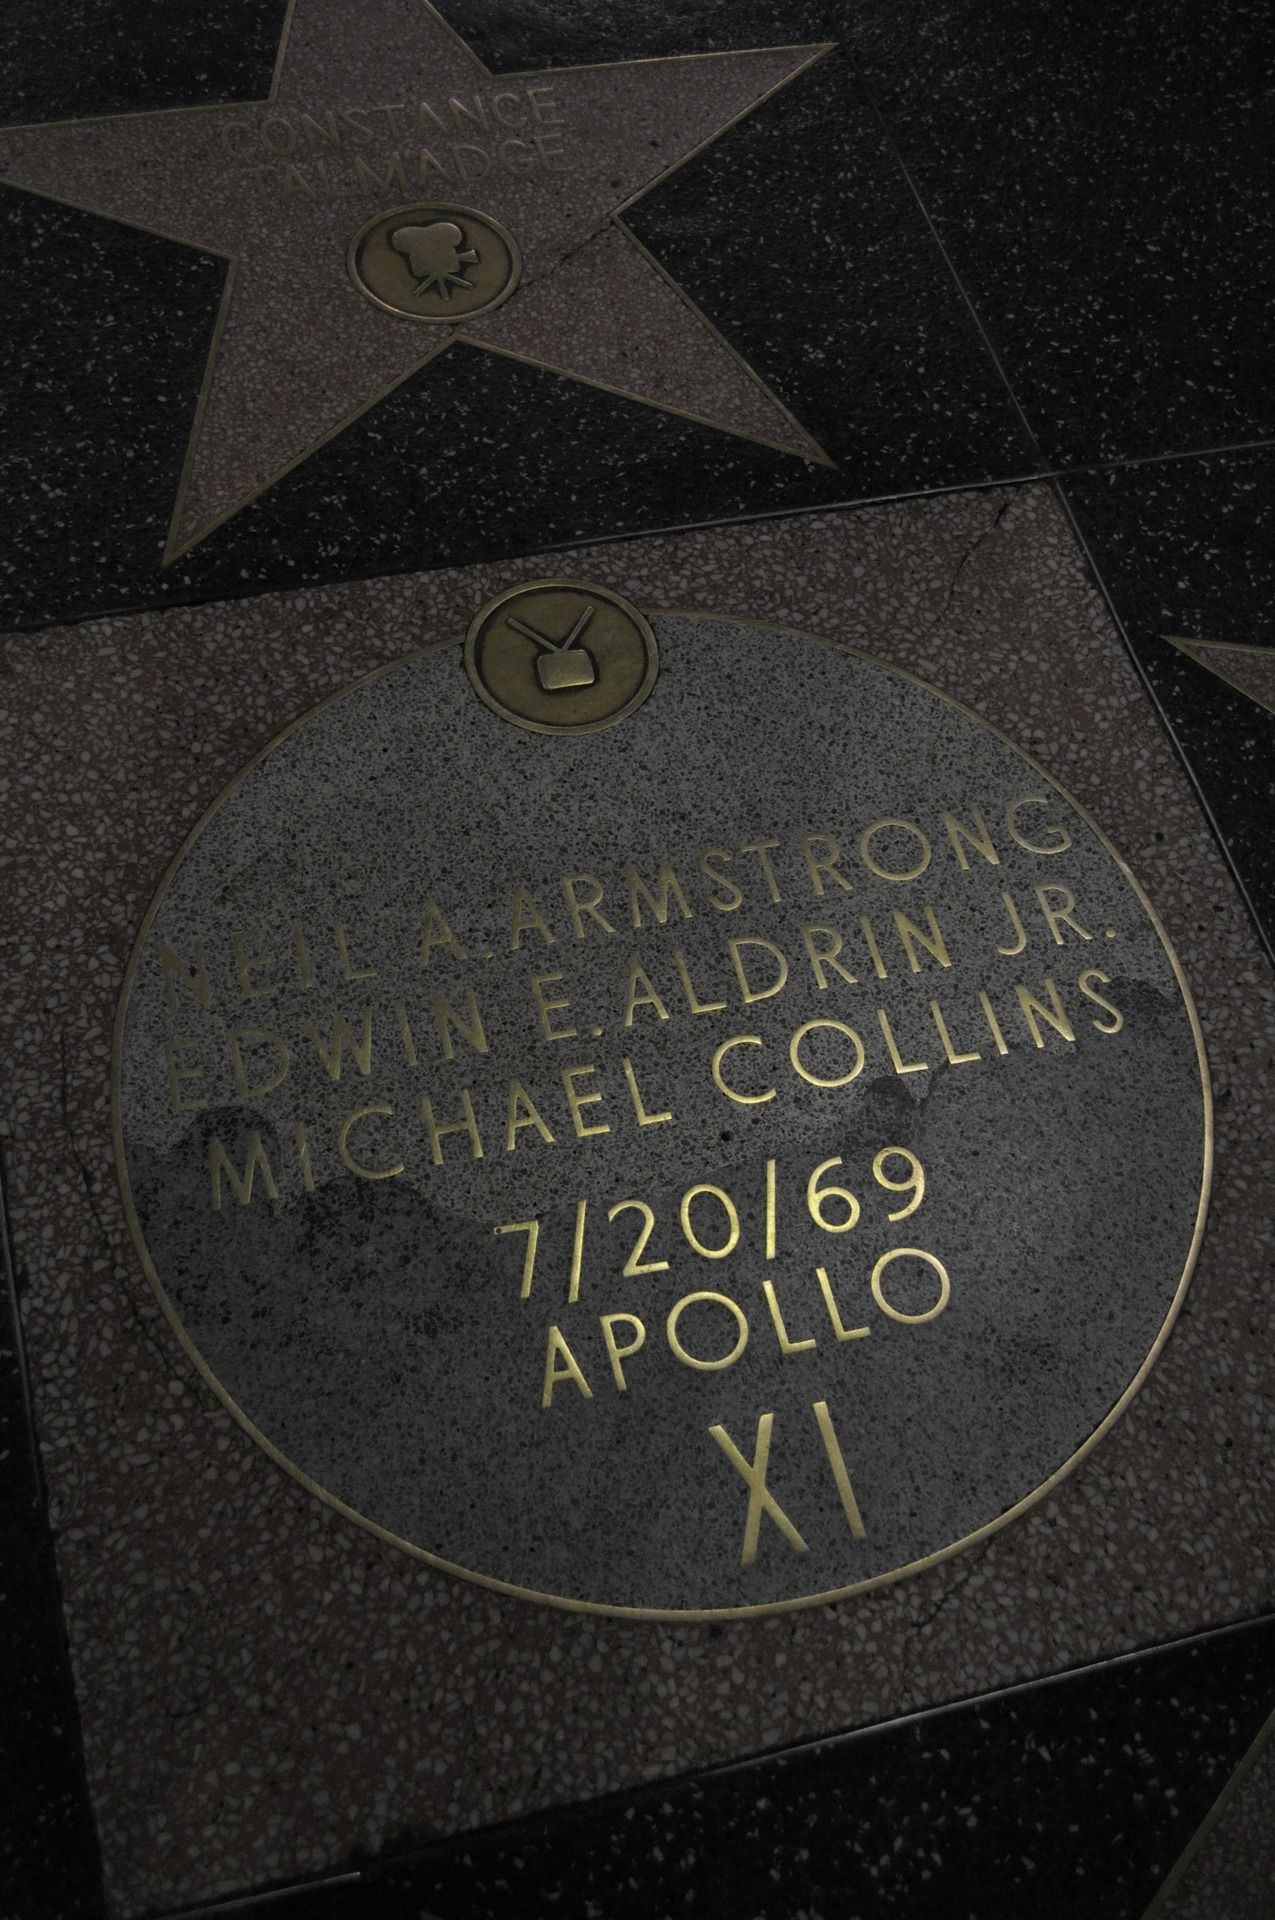 CONSTANCE
TALMADGE
NEIL A. ARMSTRONG
EDWIN E. ALDRIN JR.
MICHAEL COLLINS
7/20/69
APOLLO
XI